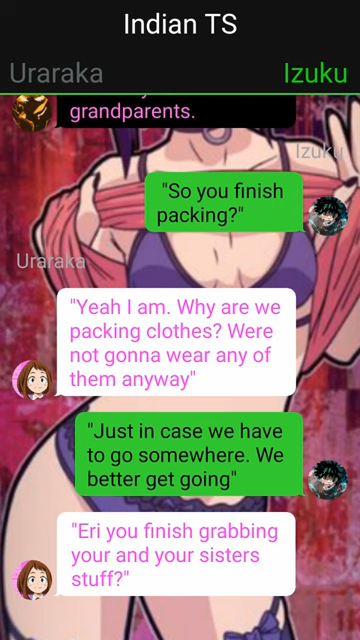 Indian TS
Uraraka
Izuku
grandparents.
Izuku
"So you finish
packing?"
Uraraka
"Yeah I am. Why are we
packing clothes? Were
not gonna wear any of
them anyway"
"Just in case we have
to go somewhere. We
better get going"
"Eri you finish grabbing
your and your sisters
stuff?"